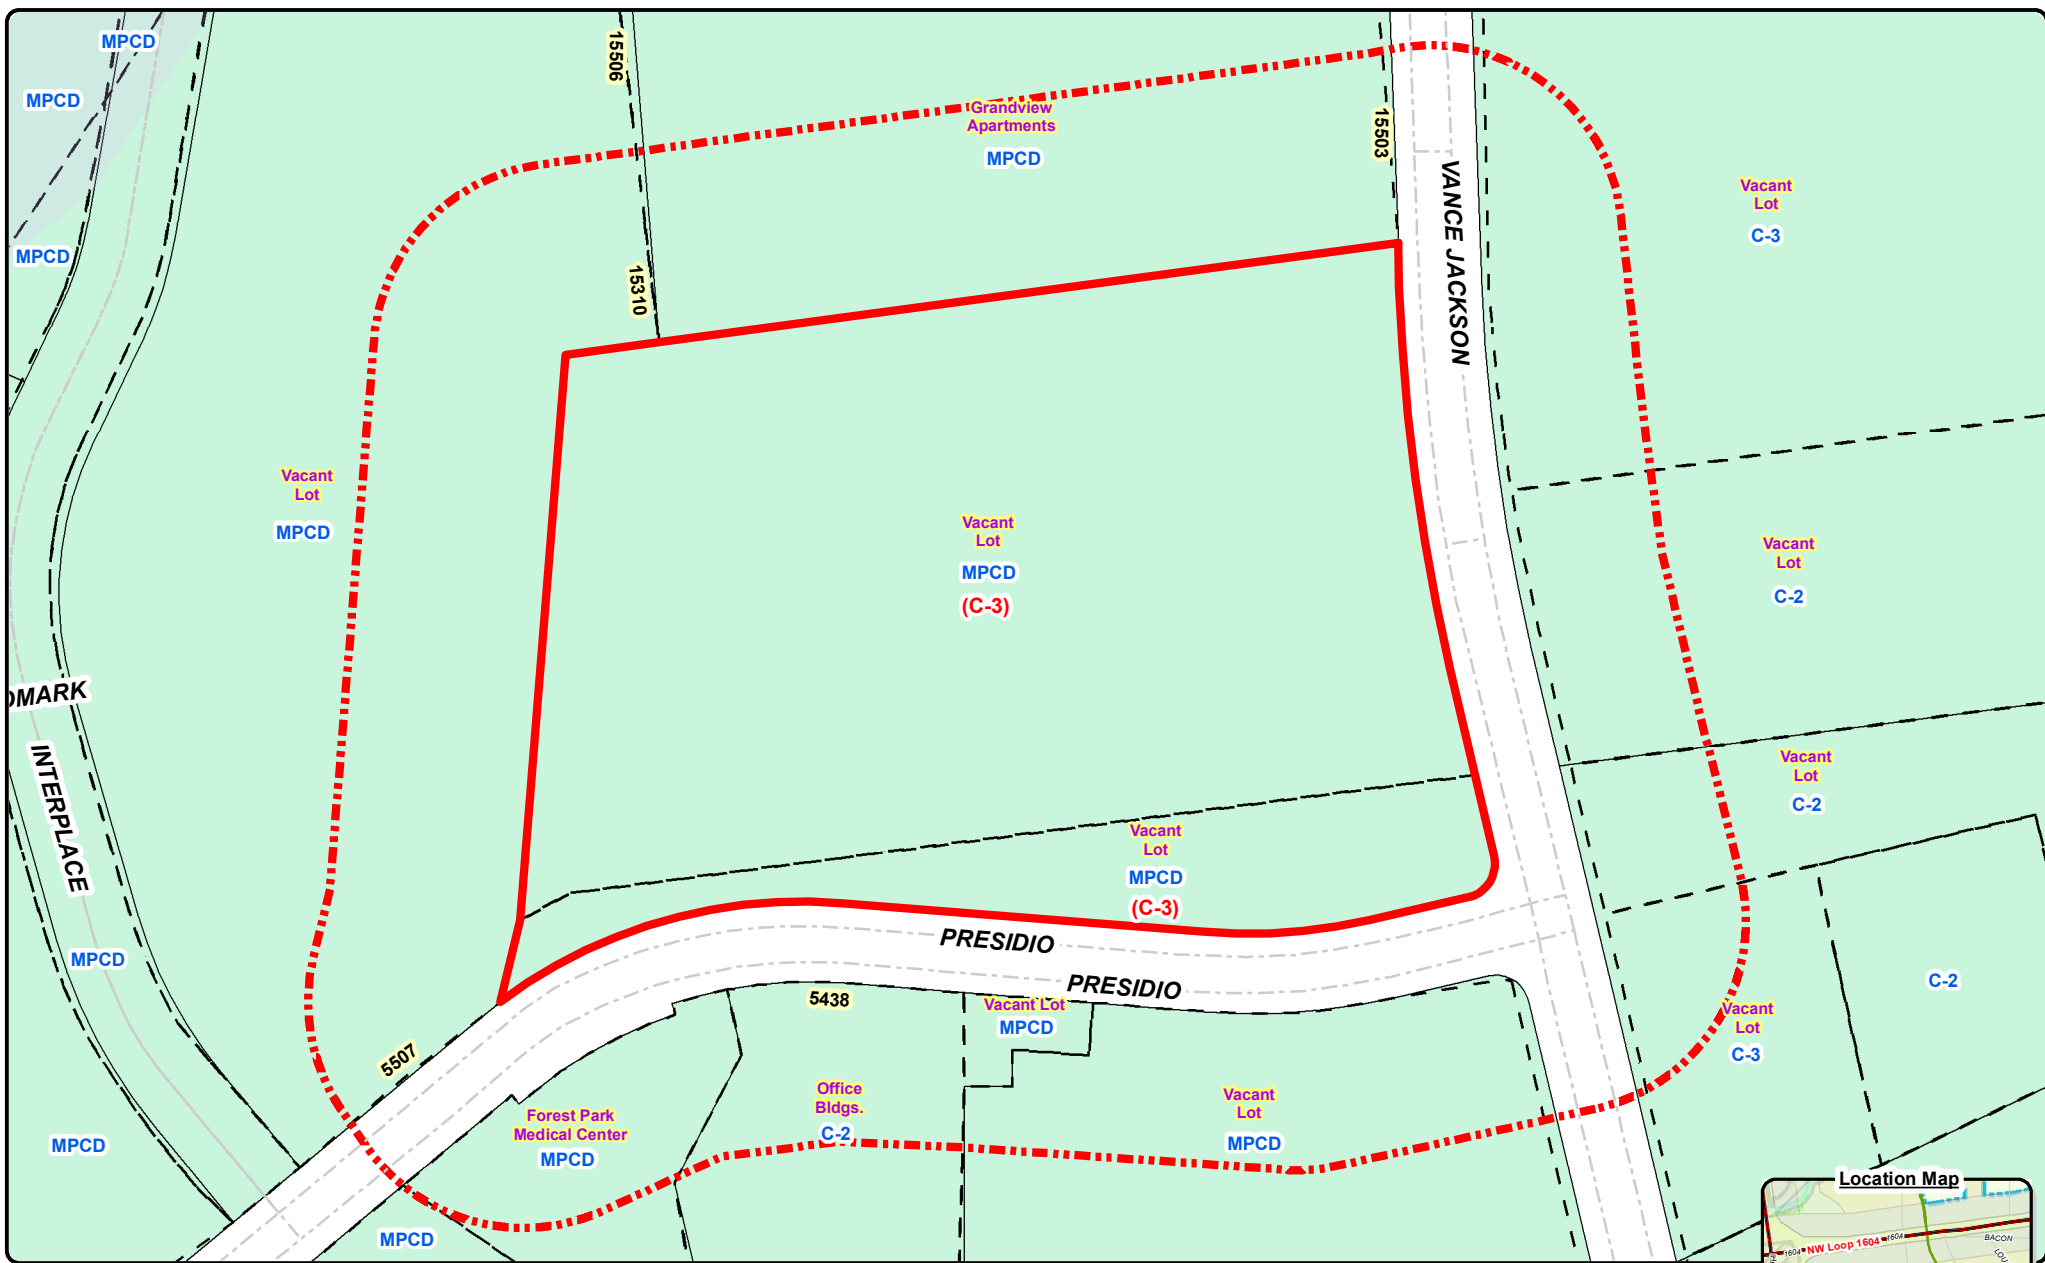 MPCD
MPCD
MPCD
15506
15310
Grandview
Apartments
MPCD
15503
VANCE JACKSON
Vacant
Lot
C-3
Vacant
Lot
MPCD
Vacant
Lot
MPCD
(C-3)
Vacant
Lot
C-2
INTERPLACE
Vacant
Lot
C-2
Vacant
Lot
MPCD
(C-3)
MPCD
PRESIDIO
PRESIDIO
C-2
5438
Vacant Lot
MPCD
Vacant
Lot
C-3
5507
MPCD
Forest Park
Medical Center
MPCD
Office
Bldgs.
C-2
Vacant
Lot
MPCD
MPCD
Location Map
1604
NW Loop 1604
1604
BACON